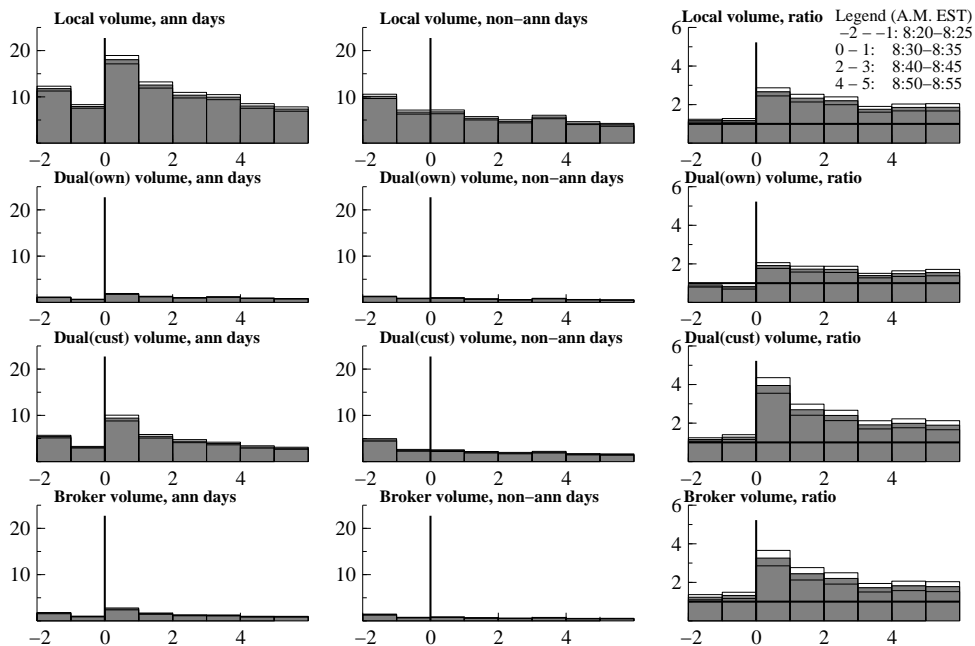 Local volume, ann days
20
10
−2 0 2 4
Local volume, non−ann days
20
10
−2 0 2 4
Local volume, ratio
6
4
2
−2 0 2 4
Legend (A.M. EST)
−2 − −1: 8:20−8:25
0 − 1: 8:30−8:35
2 − 3: 8:40−8:45
4 − 5: 8:50−8:55
Dual(own) volume, ann days
20
10
−2 0 2 4
Dual(own) volume, non−ann days
20
10
−2 0 2 4
Dual(own) volume, ratio
6
4
2
−2 0 2 4
Dual(cust) volume, ann days
20
10
−2 0 2 4
Dual(cust) volume, non−ann days
20
10
−2 0 2 4
Dual(cust) volume, ratio
6
4
2
−2 0 2 4
Broker volume, ann days
20
10
−2 0 2 4
Broker volume, non−ann days
20
10
−2 0 2 4
Broker volume, ratio
6
4
2
−2 0 2 4